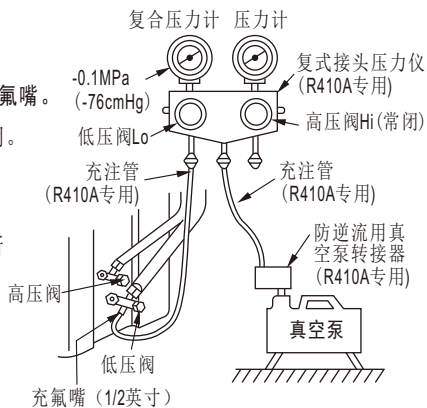 复合压力计 压力计
氟嘴。
-0.1MPa
(-76cmHg)
复式接头压力仪
(R410A专用)
低压阀Lo
高压阀Hi(常闭)
充注管
(R410A专用)
充注管
(R410A专用)
防逆流用真
空泵转接器
(R410A专用)
高压阀
真空泵
低压阀
充氟嘴（1/2英寸）